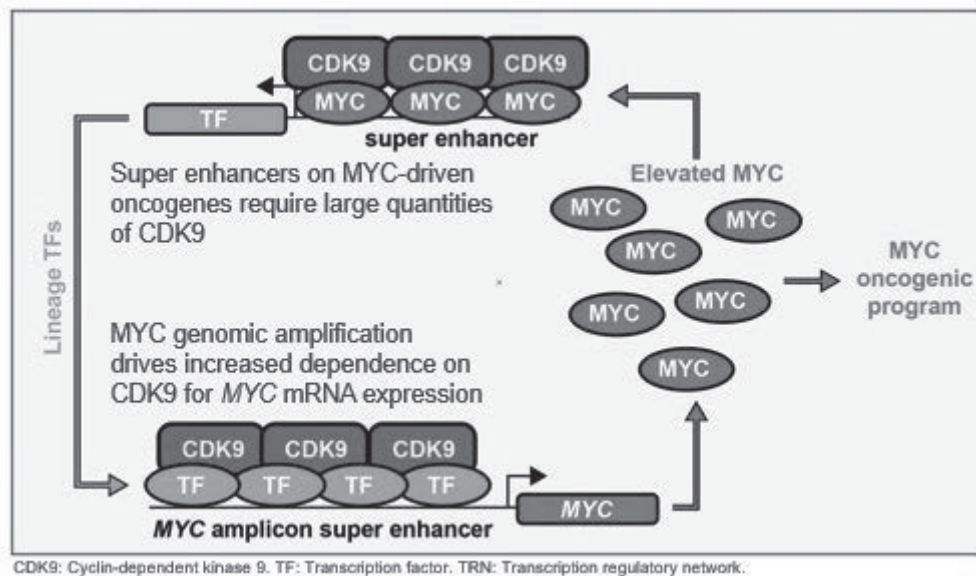 CDK9 CDK9 CDK9
MYC MYC MYC
TF
super enhancer
Super enhancers on MYC-driven
oncogenes require large quantities
of CDK9
Elevated MYC
MYC
MYC
MYC
MYC
MYC
MYC
MYC
oncogenic
program
Lineage TFs
MYC genomic amplification
drives increased dependence on
CDK9 for MYC mRNA expression
CDK9 CDK9 CDK9
TF TF TF TF
MYC
MYC amplicon super enhancer
CDK9: Cyclin-dependent kinase 9. TF: Transcription factor. TRN: Transcription regulatory network.